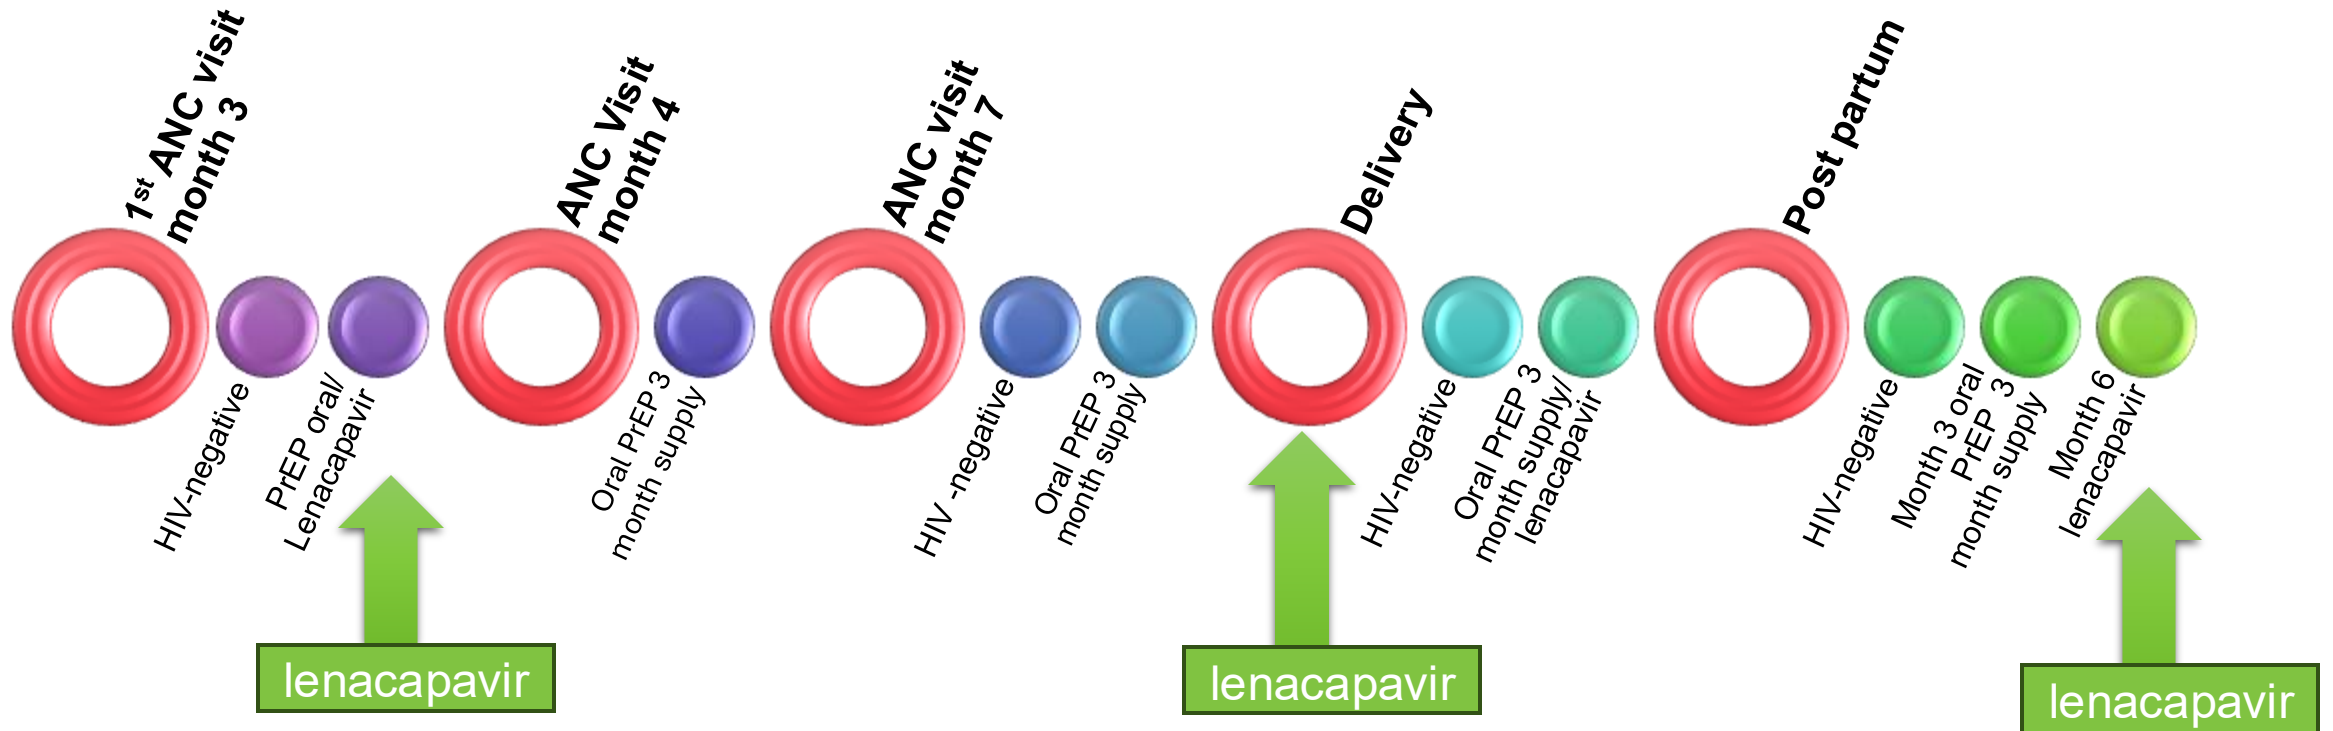 1st ANC visit
month 3
HIV-negative
PrEP oral/
Lenacapavir
ANC Visit
month 4
Oral PrEP 3
month supply
ANC visit
month 7
HIV -negative
Oral PrEP 3
month supply
Delivery
HIV-negative
Oral PrEP 3
month supply/
lenacapavir
Post partum
HIV-negative
Month 3 oral
PrEP 3
month supply
Month 6
lenacapavir
lenacapavir
lenacapavir
lenacapavir